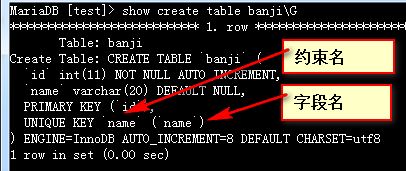 MariaDB [test]> show create table banji\G
*************************** 1. row ***************************
Table: banji
Create Table: CREATE TABLE `banji` (
`id` int(11) NOT NULL AUTO_INCREMENT,
`name` varchar(20) DEFAULT NULL,
PRIMARY KEY (`id`),
UNIQUE KEY `name` (`name`)
) ENGINE=InnoDB AUTO_INCREMENT=8 DEFAULT CHARSET=utf8
1 row in set (0.00 sec)
约束名
字段名